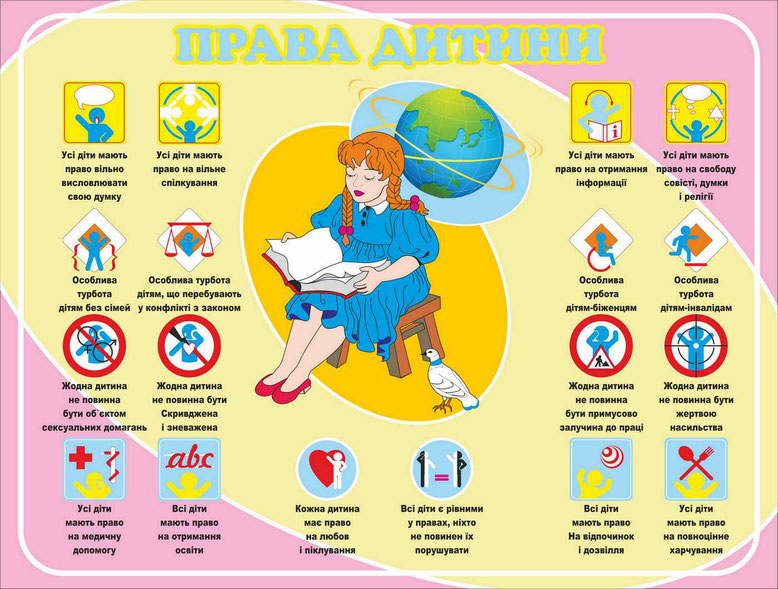 ПРАВА ДИТИНИ
Усі діти мають
право вільно
висловлювати
свою думку
Усі діти мають
право на вільне
спілкування
i
Усі діти мають
право на отримання
інформації
Усі діти мають
право на свободу
совісті, думки
і релігії
Особлива
турбота
дітям без сімей
Особлива турбота
дітям, що перебувають
у конфлікті з законом
Особлива
турбота
дітям-біженцям
Особлива
турбота
дітям-інвалідам
Жодна дитина
не повинна
бути об`єктом
сексуальних домагань
Жодна дитина
не повинна бути
Скривджена
і зневажена
Жодна дитина
не повинна
бути примусово
залучина до праці
Жодна дитина
не повинна бути
жертвою
насильства
Усі діти
мають право
на медичну
допомогу
abc
Всі діти
мають право
на отримання
освіти
Кожна дитина
має право
на любов
і піклування
Всі діти є рівними
у правах, ніхто
не повинен їх
порушувати
Всі діти
мають право
На відпочинок
і дозвілля
Усі діти
мають право
на повноцінне
харчування